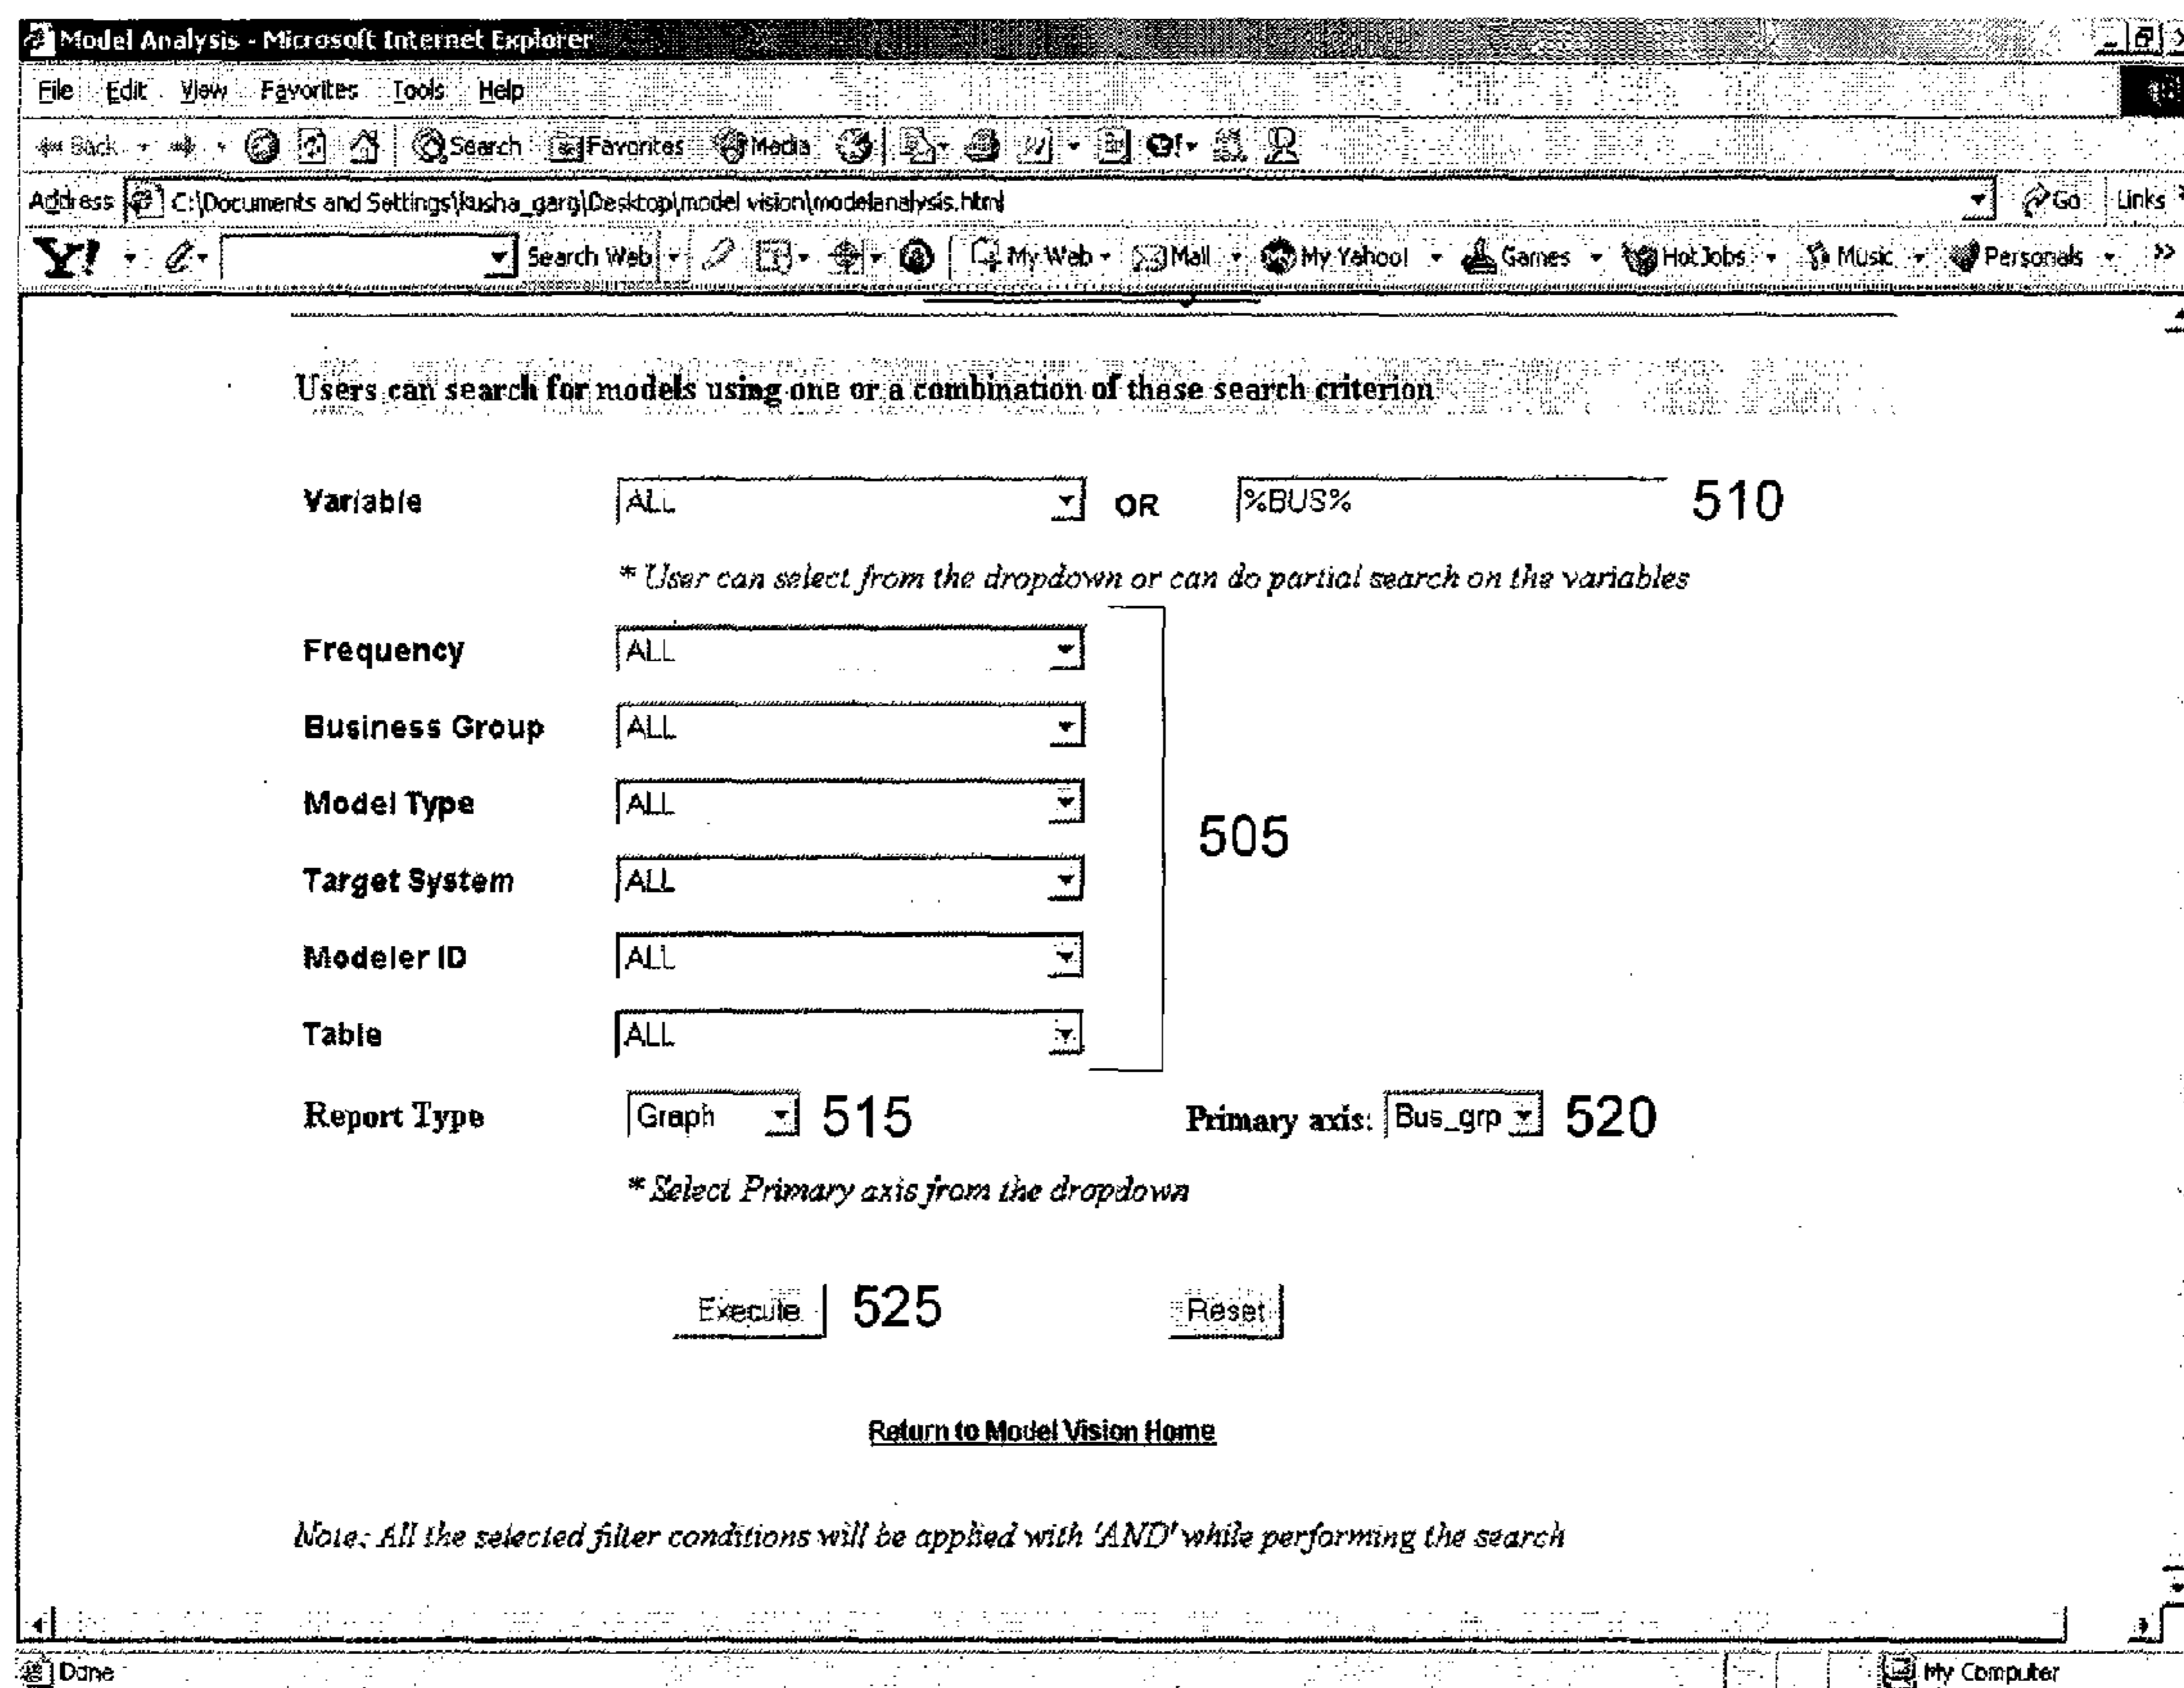 Model Analysis - Microsoft Internet Explorer
File Edit View Favorites Tools Help
Back Search Favorites Media
Address C:\Documents and Settings\kusha_garg\Desktop\model vision\modelanalysis.html Go Links
Y! Search Web My Web Mail My Yahoo! Games HotJobs Music Personals >>
Users can search for models using one or a combination of these search criterion
Variable ALL OR %BUS% 510
* User can select from the dropdown or can do partial search on the variables
Frequency ALL
Business Group ALL
Model Type ALL
505
Target System ALL
Modeler ID ALL
Table ALL
Report Type Graph 515 Primary axis: Bus_grp 520
* Select Primary axis from the dropdown
Execute 525 Reset
Return to Model Vision Home
Note: All the selected filter conditions will be applied with 'AND' while performing the search
Done My Computer